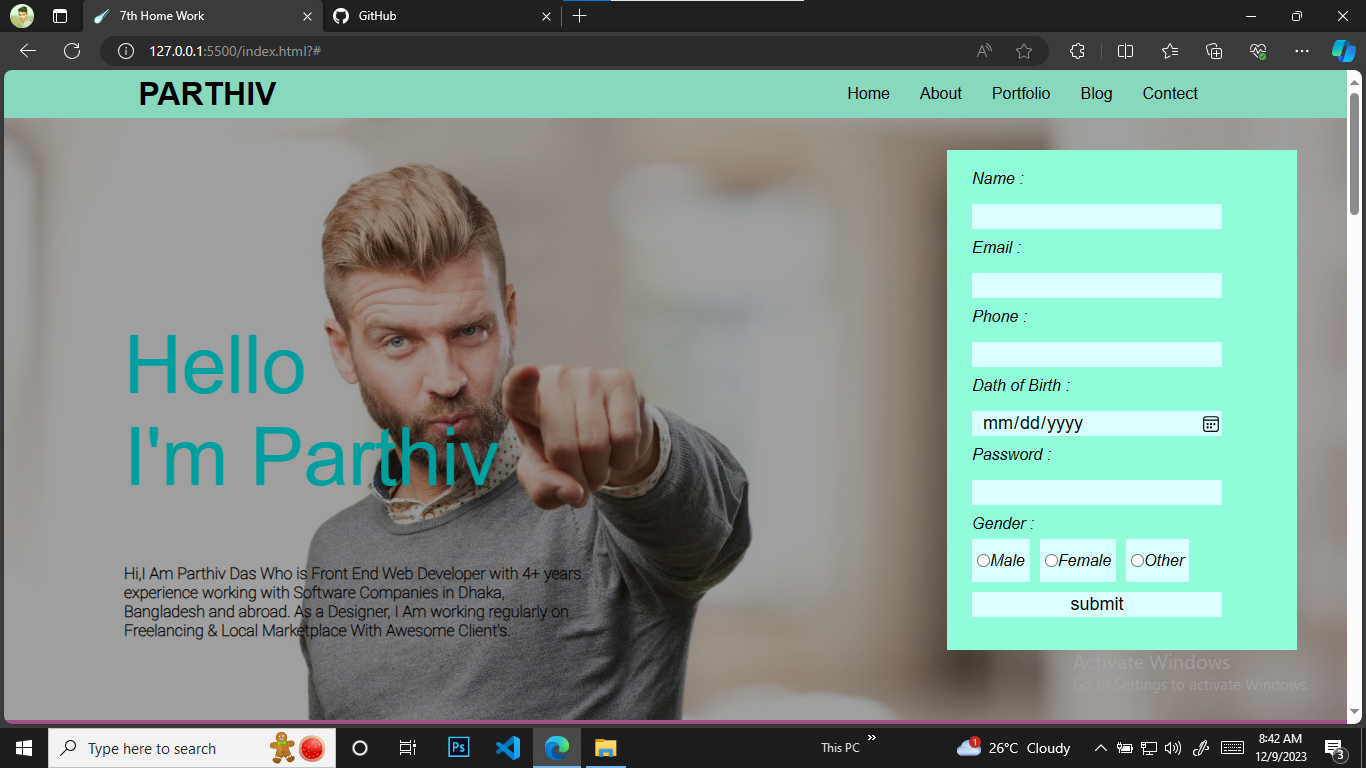 7th Home Work
GitHub
127.0.0.1:5500/index.html?#
PARTHIV
Home
About
Portfolio
Blog
Contect
Hello
I'm Parthiv
Hi,I Am Parthiv Das Who is Front End Web Developer with 4+ years
experience working with Software Companies in Dhaka,
Bangladesh and abroad. As a Designer, I Am working regularly on
Freelancing & Local Marketplace With Awesome Client's.
Name :
Email :
Phone :
Dath of Birth :
mm/dd/yyyy
Password :
Gender :
Male
Female
Other
submit
Activate Windows
Go to Settings to activate Windows.
Type here to search
Ps
This PC
1
26°C Cloudy
8:42 AM
12/9/2023
3